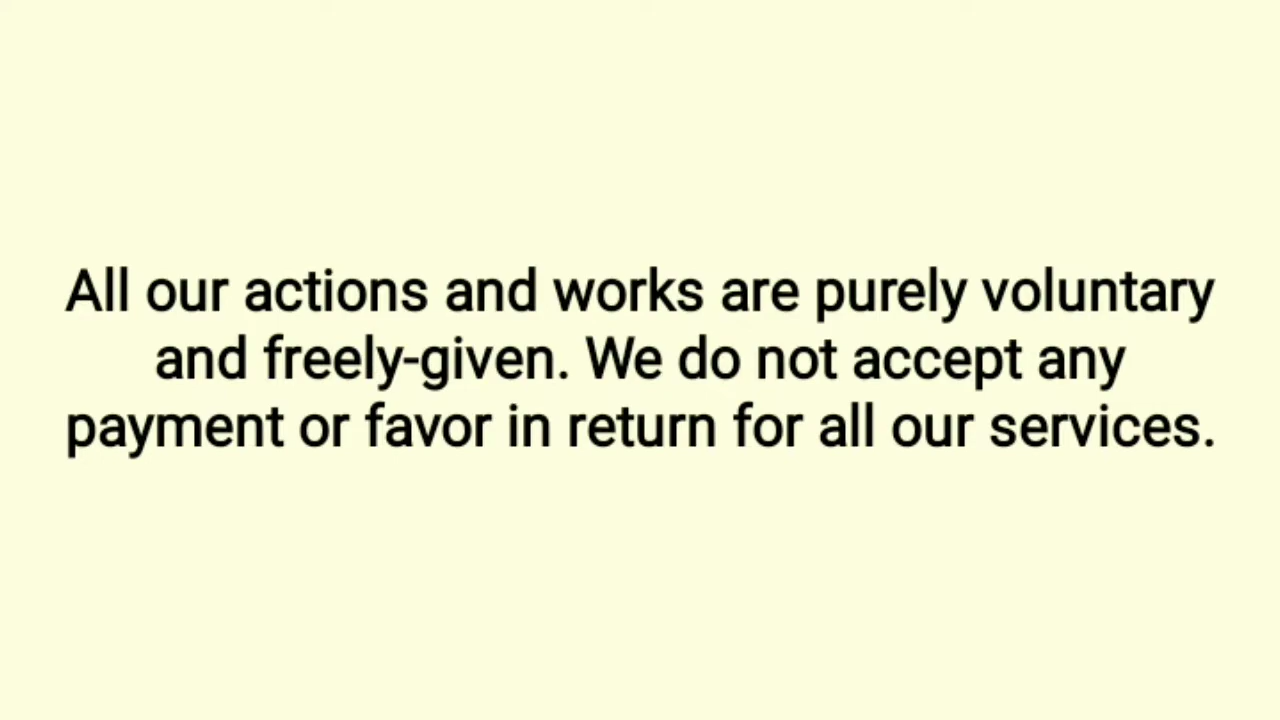 All our actions and works are purely voluntary
and freely-given. We do not accept any
payment or favor in return for all our services.